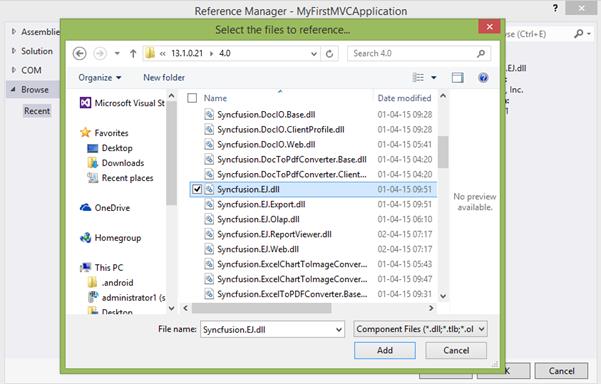 Reference Manager - MyFirstMVCApplication
? ×
Select the files to reference...
Assemblie
Solution
COM
Browse
Recent
13.1.0.21 4.0
Search 4.0
Organize New folder
Name Date modified
Microsoft Visual St
Favorites
Desktop
Downloads
Recent places
OneDrive
Homegroup
This PC
.android
administrator1 (s
Desktop
Syncfusion.DocIO.Base.dll 01-04-15 09:28
Syncfusion.DocIO.ClientProfile.dll 01-04-15 09:28
Syncfusion.DocIO.Web.dll 01-04-15 05:41
Syncfusion.DocToPdfConverter.Base.dll 01-04-15 04:20
Syncfusion.DocToPdfConverter.Client... 01-04-15 04:20
Syncfusion.EJ.dll 01-04-15 09:51
Syncfusion.EJ.Export.dll 01-04-15 09:51
Syncfusion.EJ.Olap.dll 01-04-15 06:10
Syncfusion.EJ.ReportViewer.dll 02-04-15 07:17
Syncfusion.EJ.Web.dll 02-04-15 07:17
Syncfusion.ExcelChartToImageConver... 01-04-15 05:43
Syncfusion.ExcelChartToImageConver... 01-04-15 09:47
Syncfusion.ExcelToPDFConverter.Base... 01-04-15 09:31
No preview
available.
File name: Syncfusion.EJ.dll
Component Files (*.dll;*.tlb;*.ol
Add Cancel
wse (Ctrl+E)
.EJ.dll
, Inc.
1
K Cancel